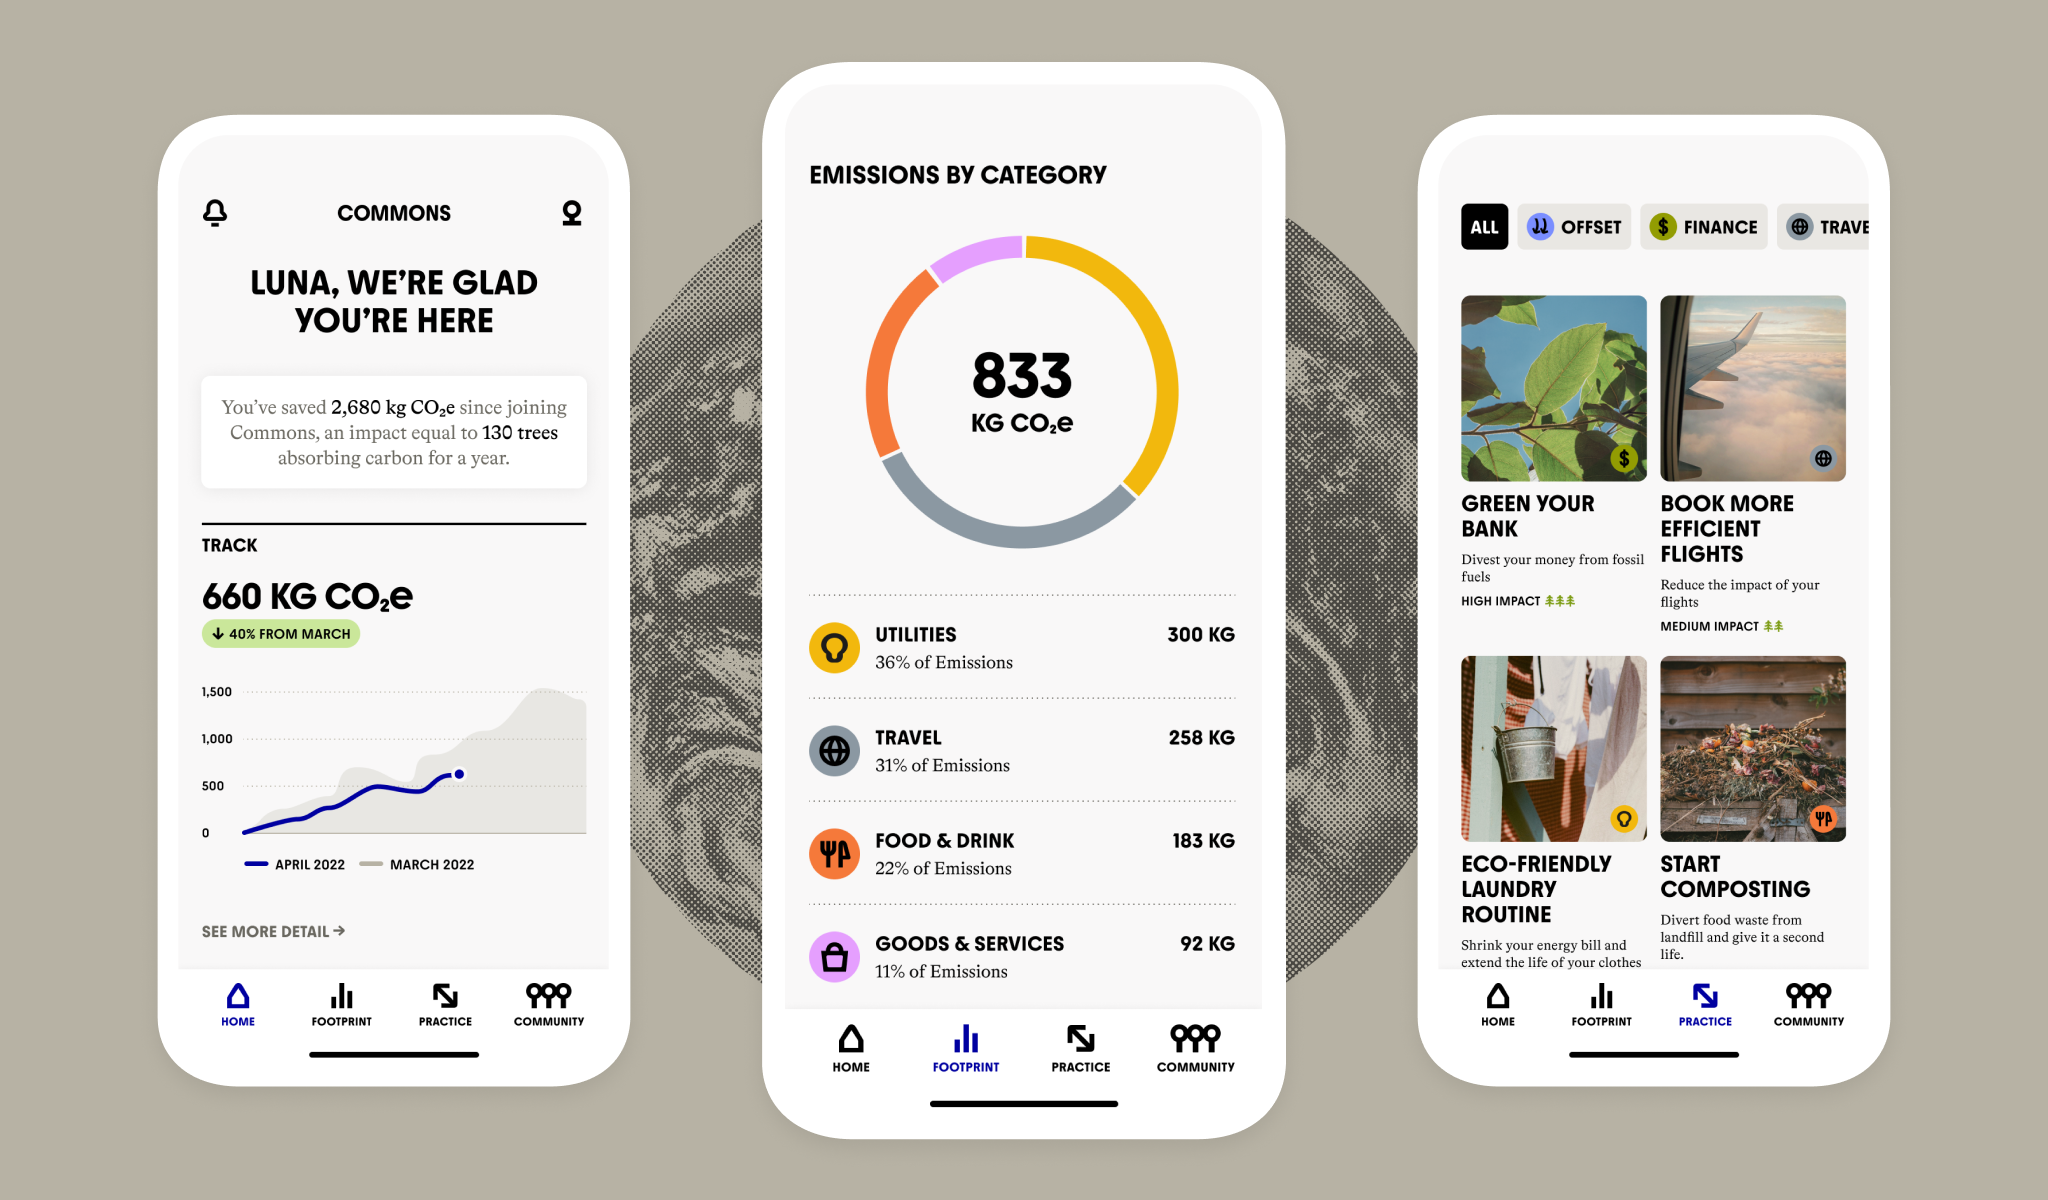 COMMONS
LUNA, WE'RE GLAD
YOU'RE HERE
You've saved 2,680 kg CO₂e since joining
Commons, an impact equal to 130 trees
absorbing carbon for a year.
TRACK
660 KG CO₂e
↓ 40% FROM MARCH
1,500
1,000
500
0
APRIL 2022
MARCH 2022
SEE MORE DETAIL →
HOME
FOOTPRINT
PRACTICE
COMMUNITY
EMISSIONS BY CATEGORY
833
KG CO₂e
UTILITIES
300 KG
36% of Emissions
TRAVEL
258 KG
31% of Emissions
FOOD & DRINK
183 KG
22% of Emissions
GOODS & SERVICES
92 KG
11% of Emissions
HOME
FOOTPRINT
PRACTICE
COMMUNITY
ALL
OFFSET
$ FINANCE
TRAVE
$
GREEN YOUR
BANK
Divest your money from fossil
fuels
HIGH IMPACT
BOOK MORE
EFFICIENT
FLIGHTS
Reduce the impact of your
flights
MEDIUM IMPACT
ECO-FRIENDLY
LAUNDRY
ROUTINE
Shrink your energy bill and
extend the life of your clothes
START
COMPOSTING
Divert food waste from
landfill and give it a second
life.
HOME
FOOTPRINT
PRACTICE
COMMUNITY